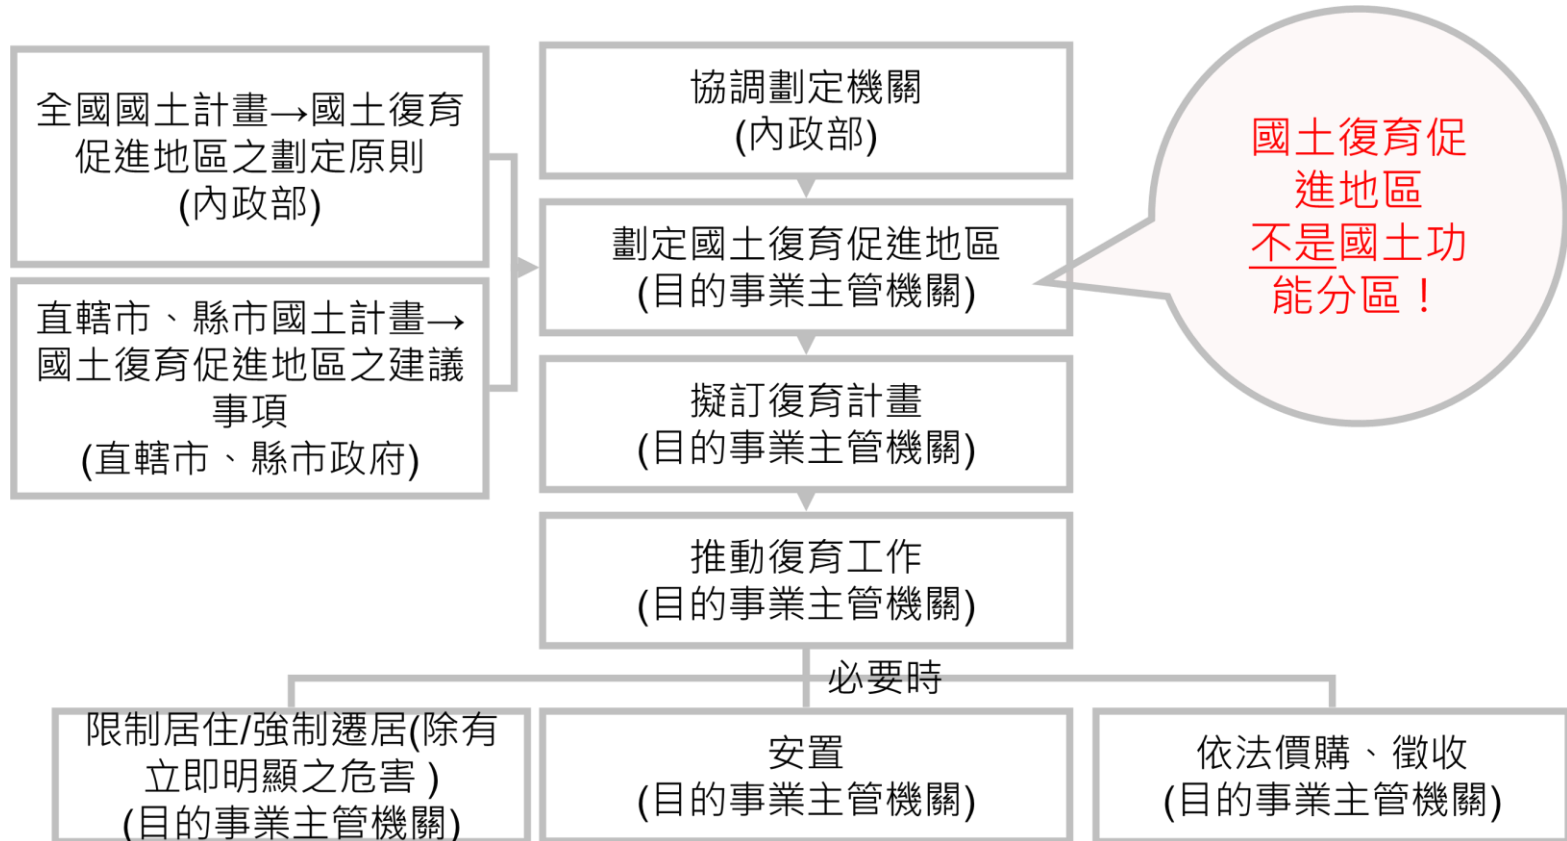 全國國土計畫→國土復育
促進地區之劃定原則
(內政部)
直轄市、縣市國土計畫→
國土復育促進地區之建議
事項
(直轄市、縣市政府)
協調劃定機關
(內政部)
劃定國土復育促進地區
(目的事業主管機關)
擬訂復育計畫
(目的事業主管機關)
推動復育工作
(目的事業主管機關)
必要時
限制居住/強制遷居(除有
立即明顯之危害)
(目的事業主管機關)
安置
(目的事業主管機關)
依法價購、徵收
(目的事業主管機關)
國土復育促
進地區
不是國土功
能分區！